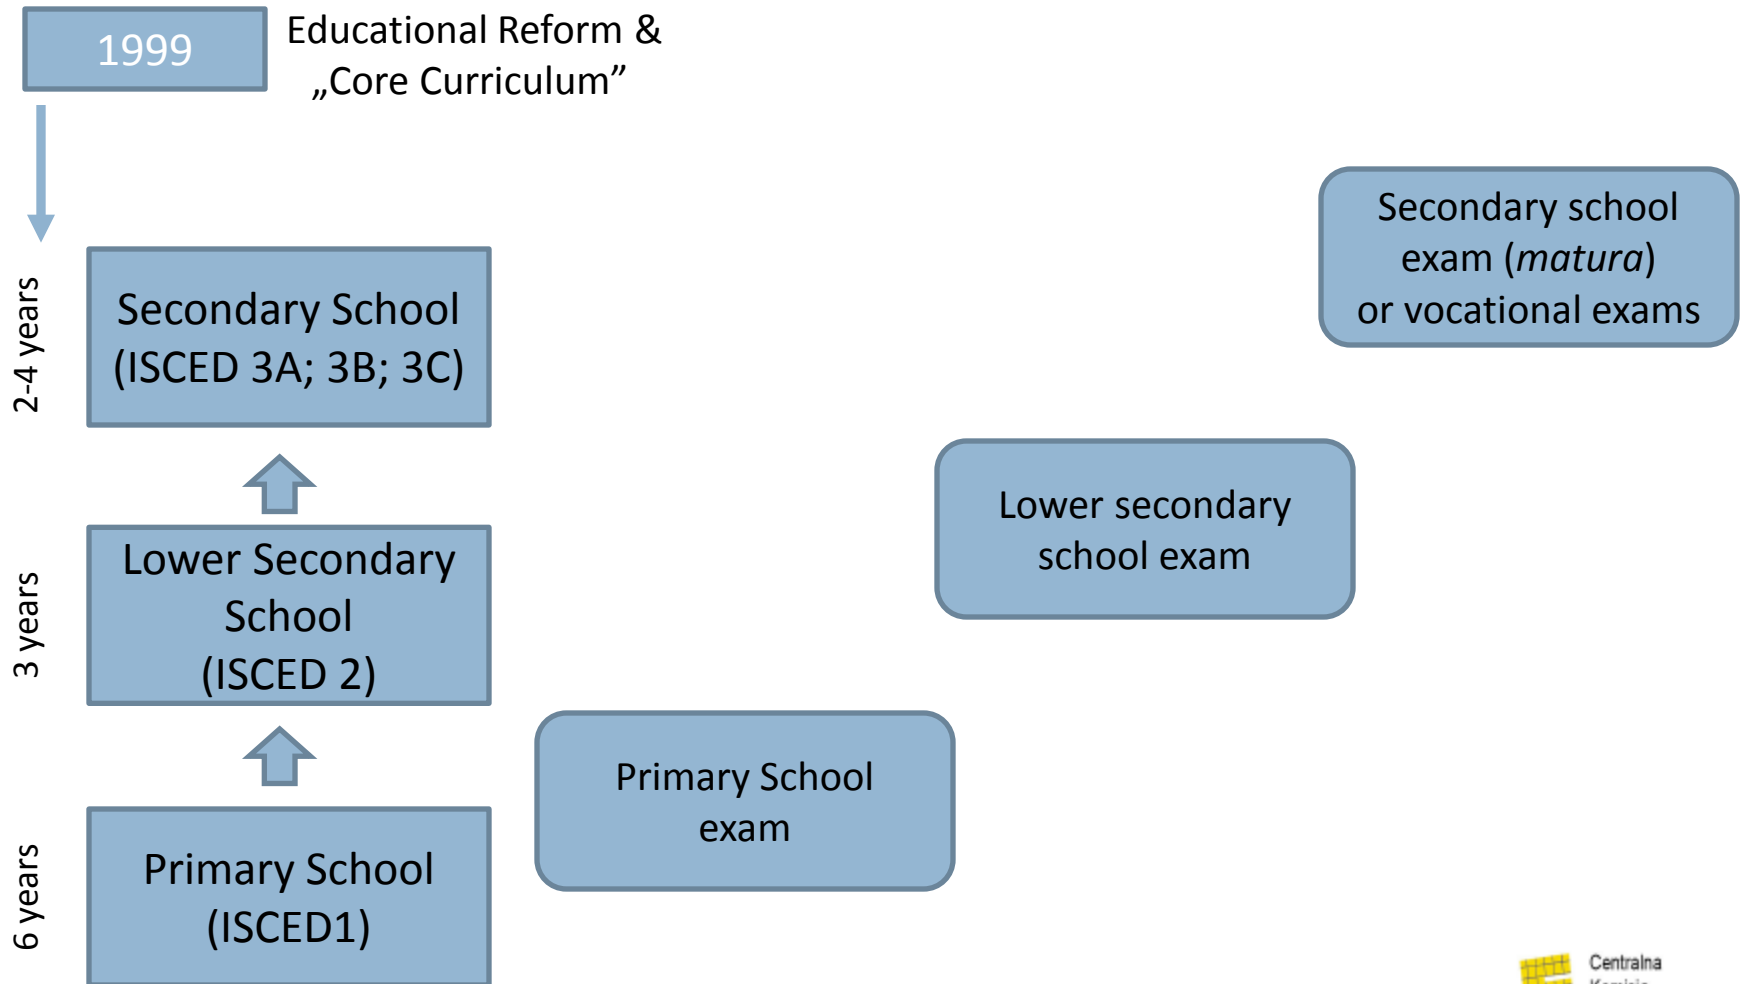 1999
Educational Reform &
„Core Curriculum”
Secondary school
exam (matura)
or vocational exams
2-4 years
Secondary School
(ISCED 3A; 3B; 3C)
Lower secondary
school exam
3 years
Lower Secondary
School
(ISCED 2)
Primary School
exam
6 years
Primary School
(ISCED1)
Centralna